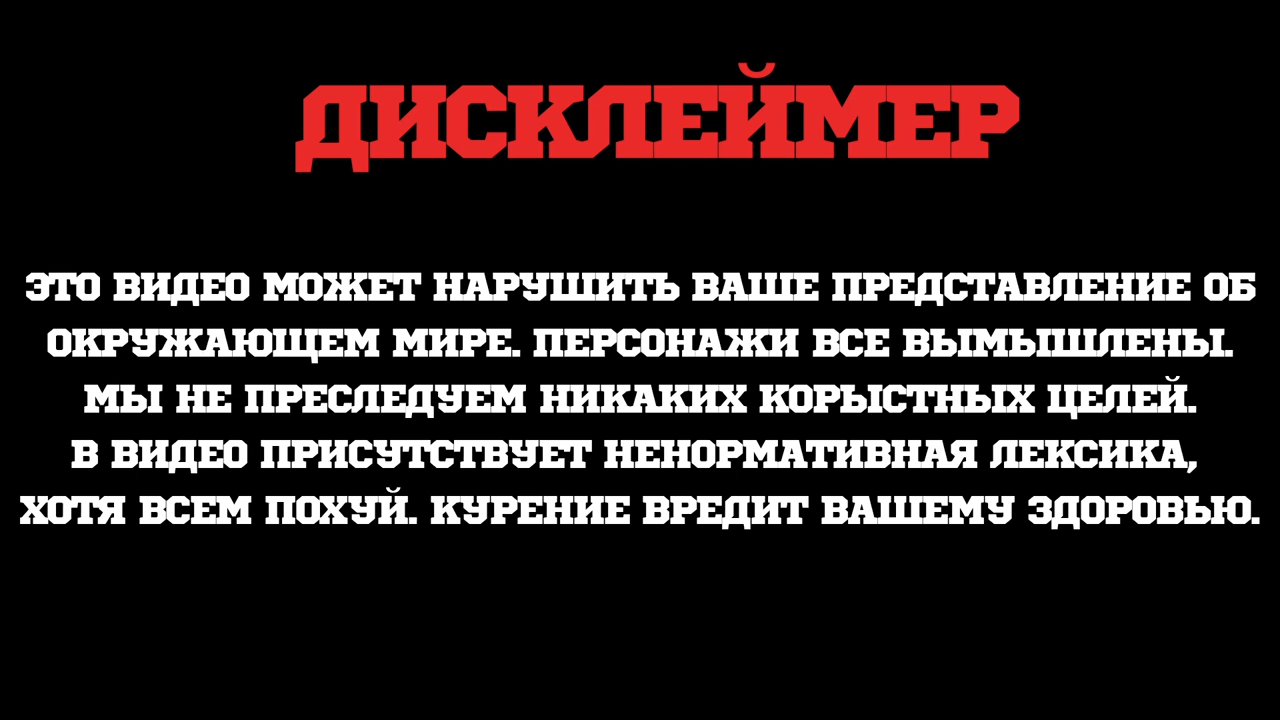 ДИСКЛЕЙМЕР
ЭТО ВИДЕО МОЖЕТ НАРУШИТЬ ВАШЕ ПРЕДСТАВЛЕНИЕ ОБ
ОКРУЖАЮЩЕМ МИРЕ. ПЕРСОНАЖИ ВСЕ ВЫМЫШЛЕНЫ.
МЫ НЕ ПРЕСЛЕДУЕМ НИКАКИХ КОРЫСТНЫХ ЦЕЛЕЙ.
В ВИДЕО ПРИСУТСТВУЕТ НЕНОРМАТИВНАЯ ЛЕКСИКА,
ХОТЯ ВСЕМ ПОХУЙ. КУРЕНИЕ ВРЕДИТ ВАШЕМУ ЗДОРОВЬЮ.